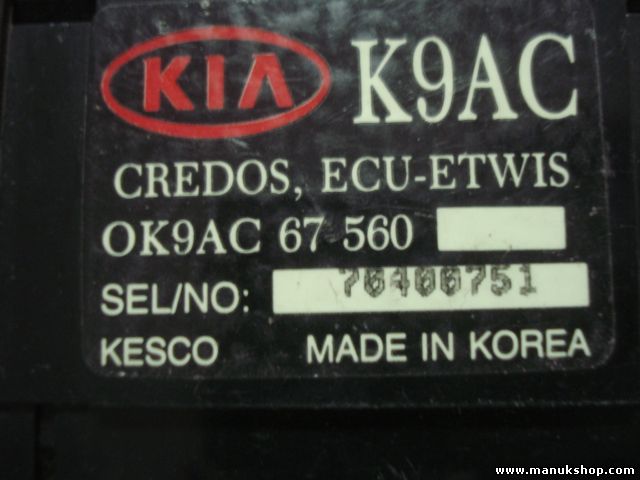 KIA K9AC
CREDOS, ECU-ETWIS
OK9AC 67 560
SEL/NO: 70400751
KESCO MADE IN KOREA
www.manukshop.com